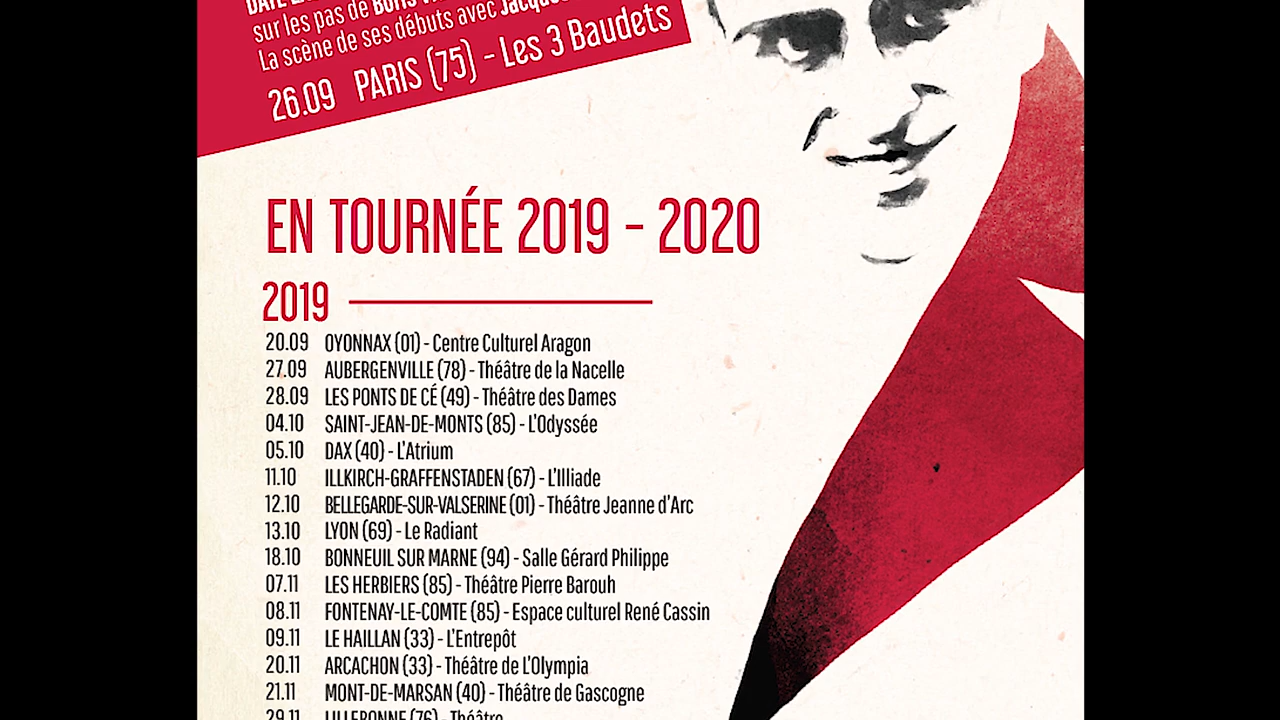 sur les pas de
La scène de ses débuts avec
26.09 PARIS (75) - Les 3 Baudets
EN TOURNÉE 2019 - 2020
2019
20.09 OYONNAX (01) - Centre Culturel Aragon
27.09 AUBERGENVILLE (78) - Théâtre de la Nacelle
28.09 LES PONTS DE CÉ (49) - Théâtre des Dames
04.10 SAINT-JEAN-DE-MONTS (85) - L'Odyssée
05.10 DAX (40) - L'Atrium
11.10 ILLKIRCH-GRAFFENSTADEN (67) - L'Illiade
12.10 BELLEGARDE-SUR-VALSERINE (01) - Théâtre Jeanne d'Arc
13.10 LYON (69) - Le Radiant
18.10 BONNEUIL SUR MARNE (94) - Salle Gérard Philippe
07.11 LES HERBIERS (85) - Théâtre Pierre Barouh
08.11 FONTENAY-LE-COMTE (85) - Espace culturel René Cassin
09.11 LE HAILLAN (33) - L'Entrepôt
20.11 ARCACHON (33) - Théâtre de L'Olympia
21.11 MONT-DE-MARSAN (40) - Théâtre de Gascogne
29.11 LILLEBONNE (76) - Théâtre